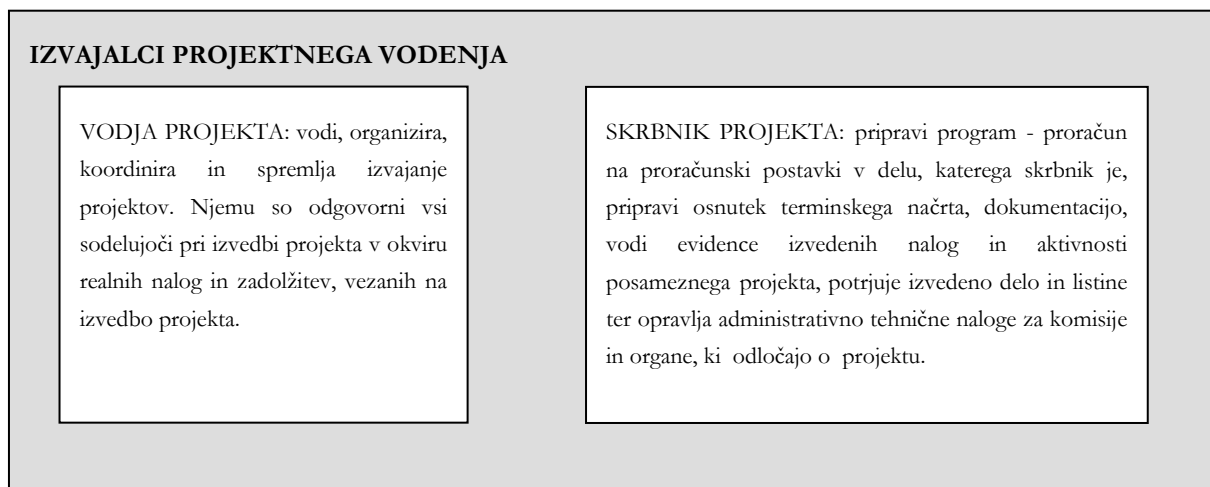 IZVAJALCI PROJEKTNEGA VODENJA
VODJA PROJEKTA: vodi, organizira,
koordinira in spremlja izvajanje
projektov. Njemu so odgovorni vsi
sodelujoči pri izvedbi projekta v okviru
realnih nalog in zadolžitev, vezanih na
izvedbo projekta.
SKRBNIK PROJEKTA: pripravi program - proračun
na proračunski postavki v delu, katerega skrbnik je,
pripravi osnutek terminskega načrta, dokumentacijo,
vodi evidence izvedenih nalog in aktivnosti
posameznega projekta, potrjuje izvedeno delo in listine
ter opravlja administrativno tehnične naloge za komisije
in organe, ki odločajo o projektu.